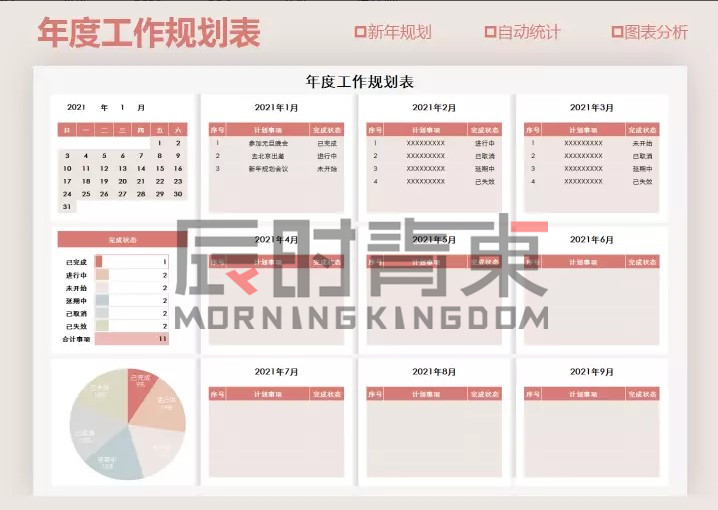 年度工作规划表
新年规划
自动统计
图表分析
年度工作规划表
2021 年 1 月
日 一 二 三 四 五 六
1 2
3 4 5 6 7 8 9
10 11 12 13 14 15 16
17 18 19 20 21 22 23
24 25 26 27 28 29 30
31
2021年1月
序号 计划事项 完成状态
1 参加元旦晚会 已完成
2 去北京出差 进行中
3 新年规划会议 未开始
2021年2月
序号 计划事项 完成状态
1 XXXXXXXXX 进行中
2 XXXXXXXXX 已取消
3 XXXXXXXXX 延期中
4 XXXXXXXXX 已失效
2021年3月
序号 计划事项 完成状态
1 XXXXXXXXX 未开始
2 XXXXXXXXX 已取消
3 XXXXXXXXX 延期中
4 XXXXXXXXX 已失效
完成状态
已完成 1
进行中 2
未开始 2
延期中 2
已取消 2
已失效 2
合计事项 11
2021年4月
序号 计划事项 完成状态
2021年5月
序号 计划事项 完成状态
2021年6月
序号 计划事项 完成状态
辰时青東
MORNINGKINGDOM
已完成
9%
2021年7月
序号 计划事项 完成状态
2021年8月
序号 计划事项 完成状态
2021年9月
序号 计划事项 完成状态